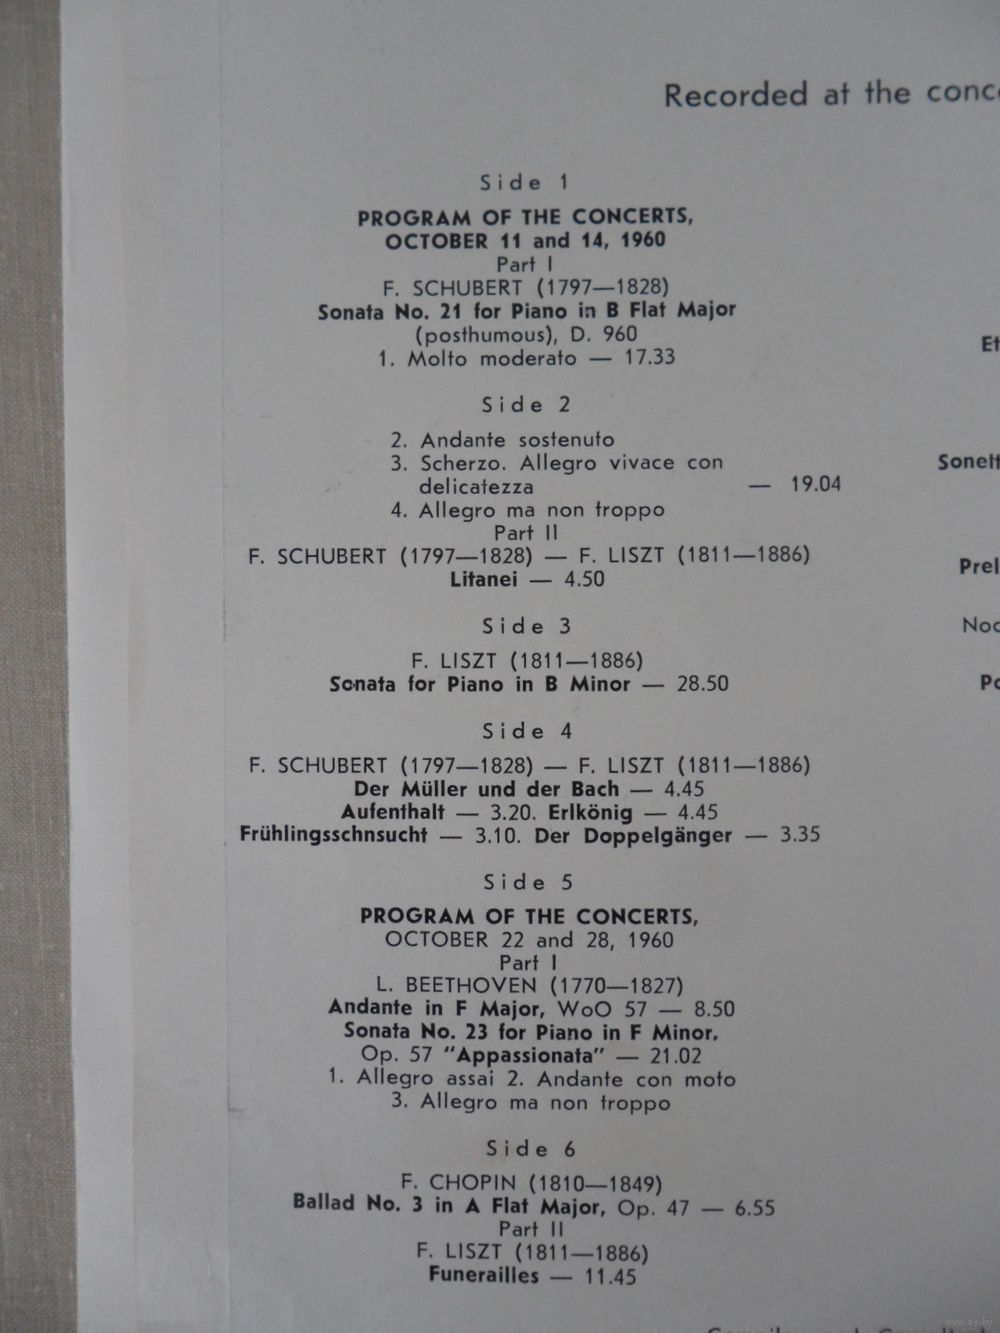 Recorded at the
Side 1
PROGRAM OF THE CONCERTS,
OCTOBER 11 and 14, 1960
Part I
F. SCHUBERT (1797—1828)
Sonata No. 21 for Piano in B Flat Major
(posthumous), D. 960
1. Molto moderato — 17.33
Side 2
2. Andante sostenuto
3. Scherzo. Allegro vivace con
delicatezza — 19.04
4. Allegro ma non troppo
Part II
F. SCHUBERT (1797—1828) — F. LISZT (1811—1886)
Litanei — 4.50
Side 3
F. LISZT (1811—1886)
Sonata for Piano in B Minor — 28.50
Side 4
F. SCHUBERT (1797—1828) — F. LISZT (1811—1886)
Der Müller und der Bach — 4.45
Aufenthalt — 3.20. Erlkönig — 4.45
Frühlingsschnsucht — 3.10. Der Doppelgänger — 3.35
Side 5
PROGRAM OF THE CONCERTS,
OCTOBER 22 and 28, 1960
Part I
L. BEETHOVEN (1770—1827)
Andante in F Major, WoO 57 — 8.50
Sonata No. 23 for Piano in F Minor.
Op. 57 "Appassionata" — 21.02
1. Allegro assai 2. Andante con moto
3. Allegro ma non troppo
Side 6
F. CHOPIN (1810—1849)
Ballad No. 3 in A Flat Major, Op. 47 — 6.55
Part II
F. LISZT (1811—1886)
Funerailles — 11.45
www.ay.by